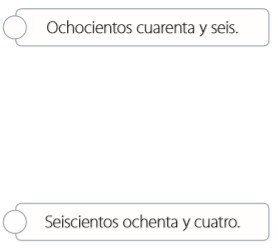 Ochocientos cuarenta y seis.
Seiscientos ochenta y cuatro.